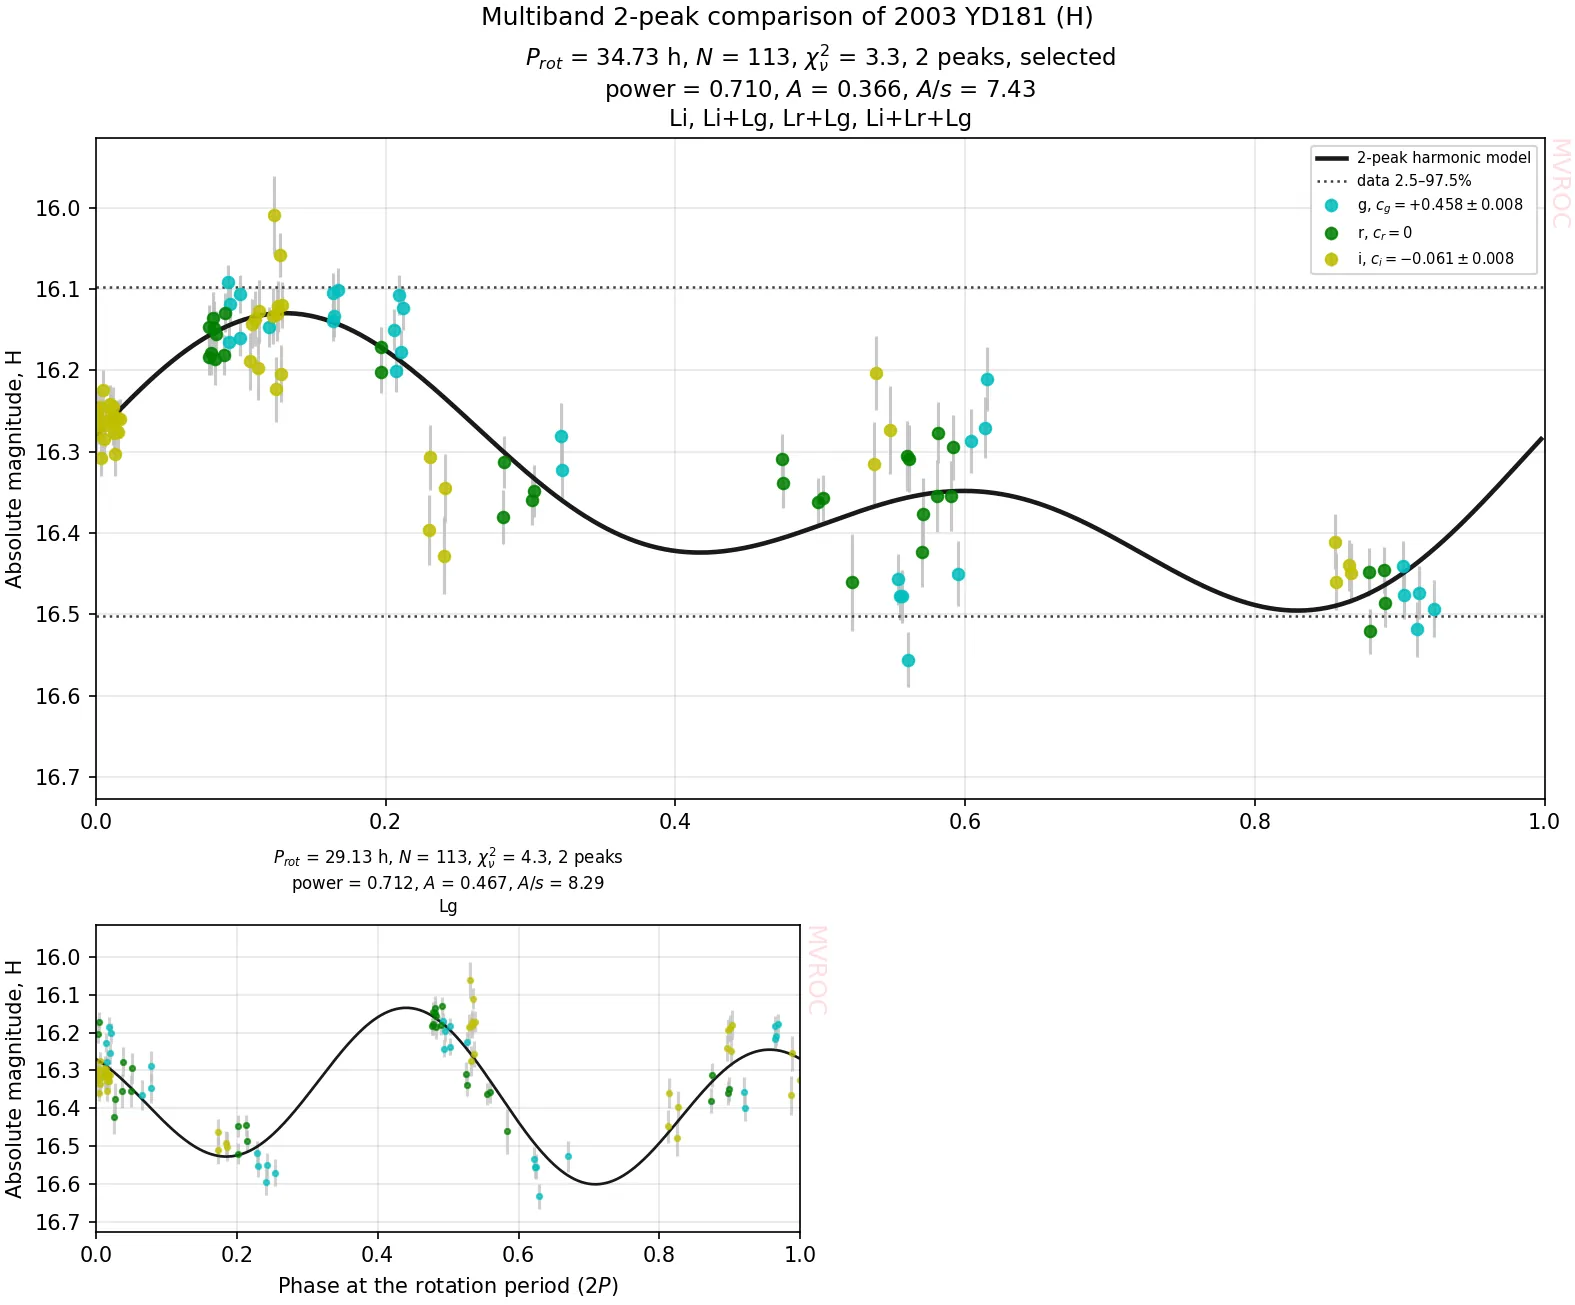 Multiband 2-peak comparison of 2003 YD181 (H)
P_rot = 34.73 h, N = 113, χ²_ν = 3.3, 2 peaks, selected
power = 0.710, A = 0.366, A/s = 7.43
Li, Li+Lg, Lr+Lg, Li+Lr+Lg
2-peak harmonic model
data 2.5–97.5%
g, c_g = +0.458 ± 0.008
r, c_r = 0
i, c_i = −0.061 ± 0.008
MVROC
Absolute magnitude, H
16.0
16.1
16.2
16.3
16.4
16.5
16.6
16.7
0.0 0.2 0.4 0.6 0.8 1.0
P_rot = 29.13 h, N = 113, χ²_ν = 4.3, 2 peaks
power = 0.712, A = 0.467, A/s = 8.29
Lg
MVROC
Absolute magnitude, H
16.0
16.1
16.2
16.3
16.4
16.5
16.6
16.7
0.0 0.2 0.4 0.6 0.8 1.0
Phase at the rotation period (2P)